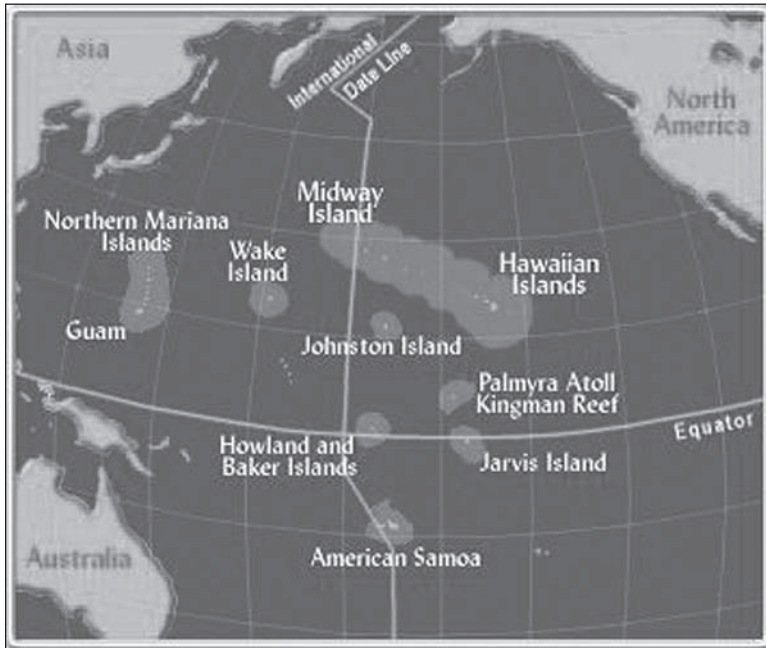 Asia
International
Date Line
North
America
Midway
Island
Northern Mariana
Islands
Wake
Island
Hawaiian
Islands
Guam
Johnston Island
Palmyra Atoll
Kingman Reef
Equator
Howland and
Baker Islands
Jarvis Island
Australia
American Samoa